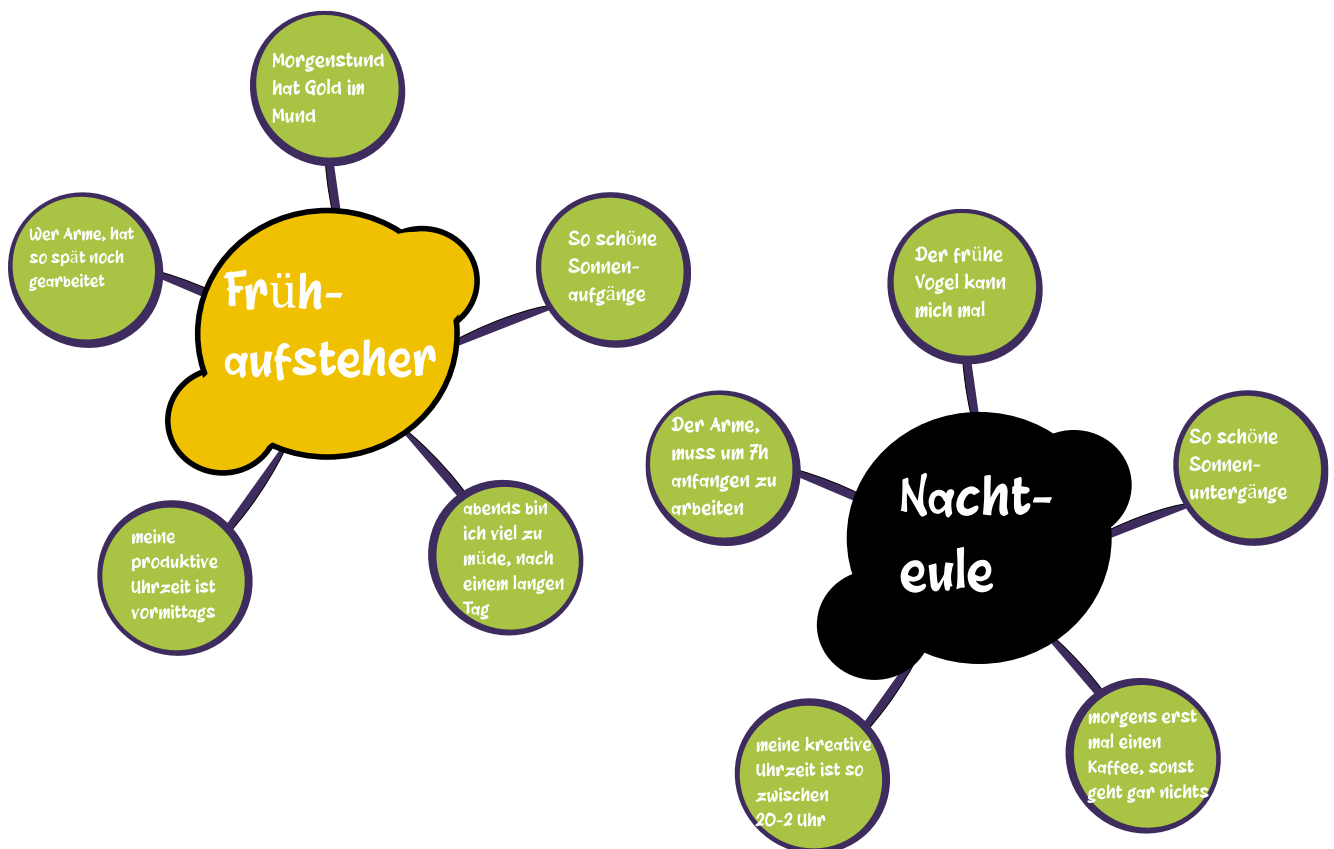 Früh-
aufsteher
Morgenstund
hat Gold im
Mund
So schöne
Sonnen-
aufgänge
abends bin
ich viel zu
müde, nach
einem langen
Tag
meine
produktive
Uhrzeit ist
vormittags
Wer Arme, hat
so spät noch
gearbeitet
Nacht-
eule
Der frühe
Vogel kann
mich mal
So schöne
Sonnen-
untergänge
morgens erst
mal einen
Kaffee, sonst
geht gar nichts
meine kreative
Uhrzeit ist so
zwischen
20-2 Uhr
Der Arme,
muss um 7h
anfangen zu
arbeiten